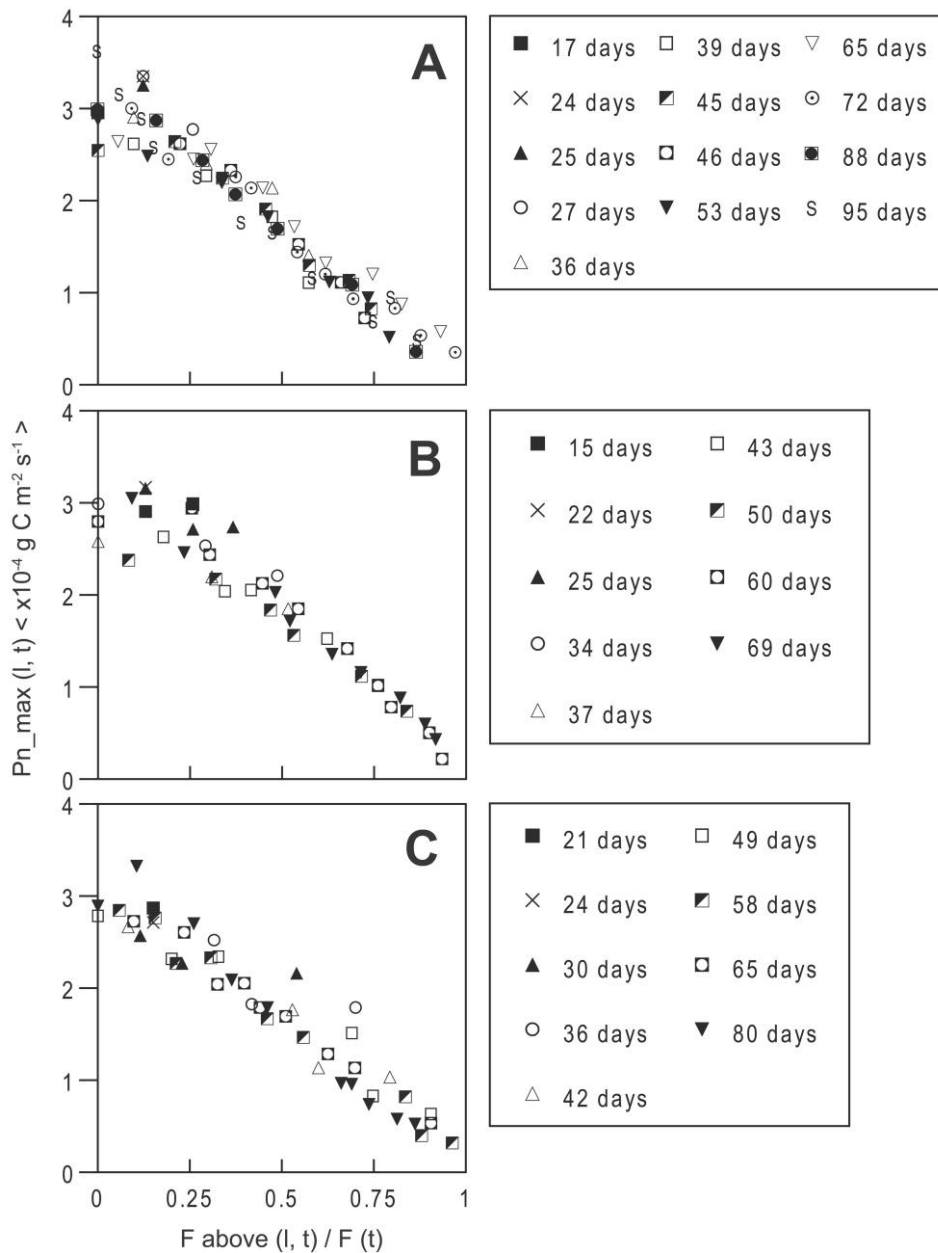 4
3
2
1
0
A
17 days 39 days 65 days
24 days 45 days 72 days
25 days 46 days 88 days
27 days 53 days S 95 days
36 days
Pn_max (l, t) < x10-4 g C m-2 s-1 >
4
3
2
1
0
B
15 days 43 days
22 days 50 days
25 days 60 days
34 days 69 days
37 days
4
3
2
1
0
C
21 days 49 days
24 days 58 days
30 days 65 days
36 days 80 days
42 days
0 0.25 0.5 0.75 1
F above (l, t) / F (t)